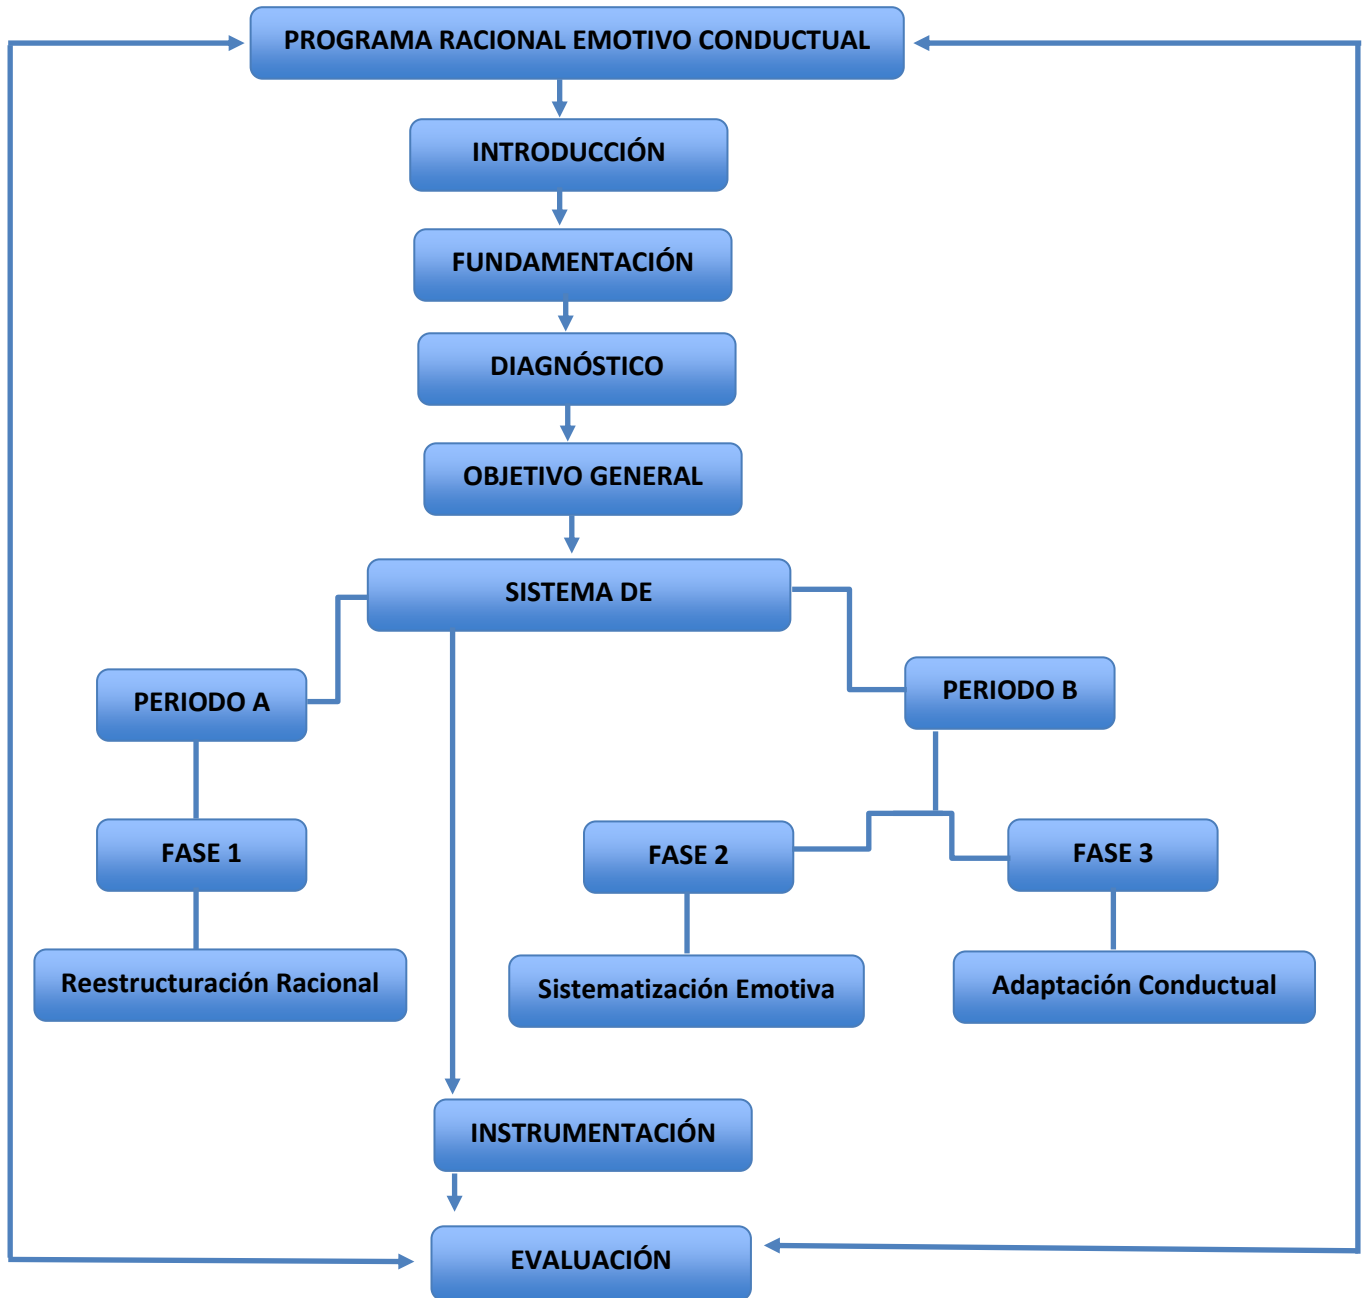 PROGRAMA RACIONAL EMOTIVO CONDUCTUAL
INTRODUCCIÓN
FUNDAMENTACIÓN
DIAGNÓSTICO
OBJETIVO GENERAL
SISTEMA DE
PERIODO A
PERIODO B
FASE 1
FASE 2
FASE 3
Reestructuración Racional
Sistematización Emotiva
Adaptación Conductual
INSTRUMENTACIÓN
EVALUACIÓN